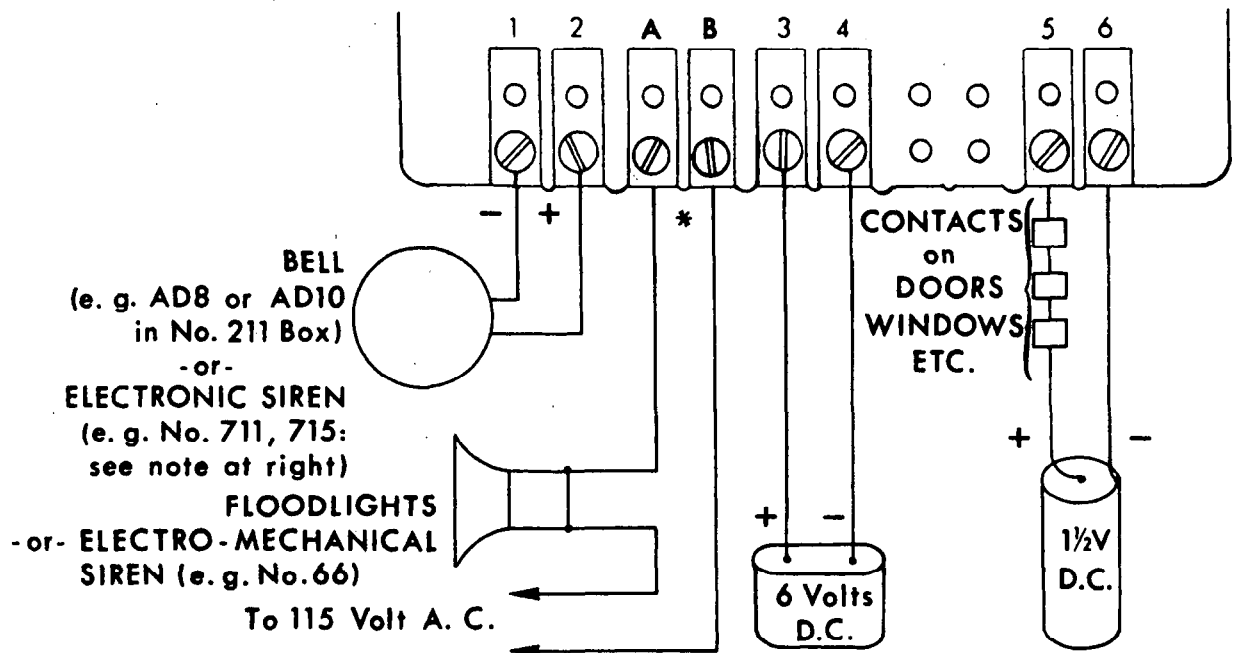 1 2 A B 3 4 5 6
- + *
BELL
(e. g. AD8 or AD10
in No. 211 Box)
-or-
ELECTRONIC SIREN
(e. g. No. 711, 715:
see note at right)
FLOODLIGHTS
-or- ELECTRO-MECHANICAL
SIREN (e. g. No. 66)
To 115 Volt A. C.
+ -
6 Volts
D.C.
CONTACTS
on
DOORS
WINDOWS
ETC.
+ -
1½V
D.C.